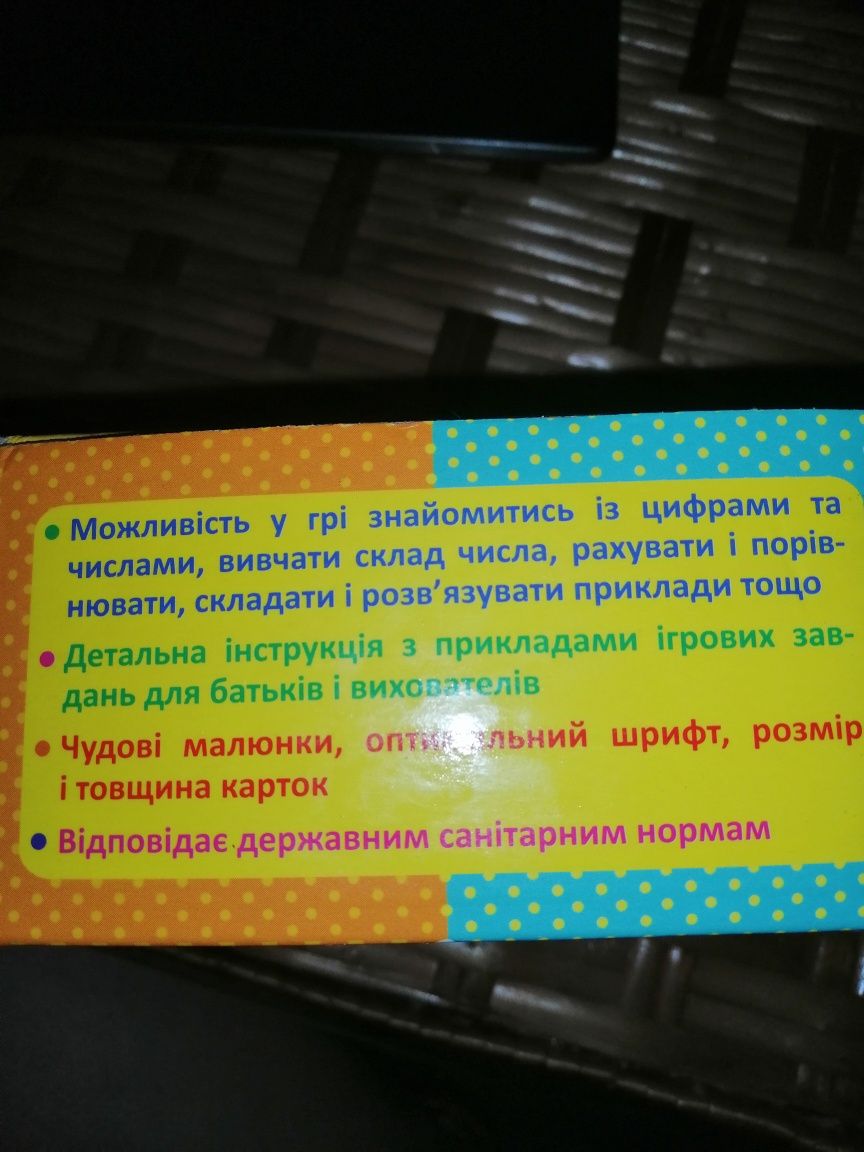 • Можливість у грі знайомитись із цифрами та
числами, вивчати склад числа, рахувати і порів-
нювати, складати і розв’язувати приклади тощо
• Детальна інструкція з прикладами ігрових зав-
дань для батьків і вихователів
• Чудові малюнки, оптимальний шрифт, розмір
і товщина карток
• Відповідає державним санітарним нормам